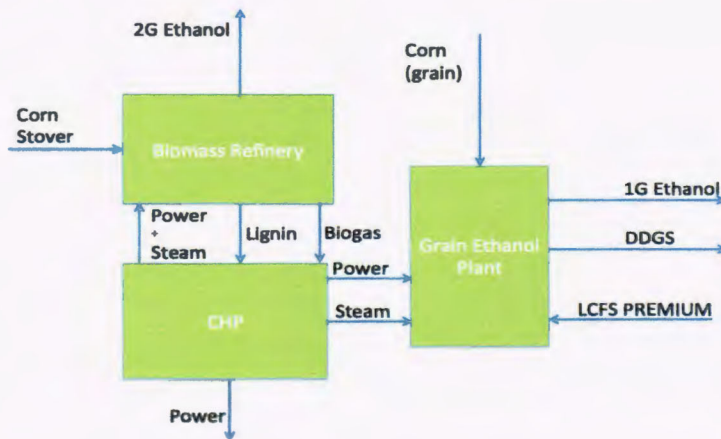 2G Ethanol
Corn
(grain)
Corn
Stover
Biomass Refinery
1G Ethanol
Power
+
Steam
Lignin
Biogas
Grain Ethanol
Plant
DDGS
Power
CHP
Steam
LCFS PREMIUM
Power